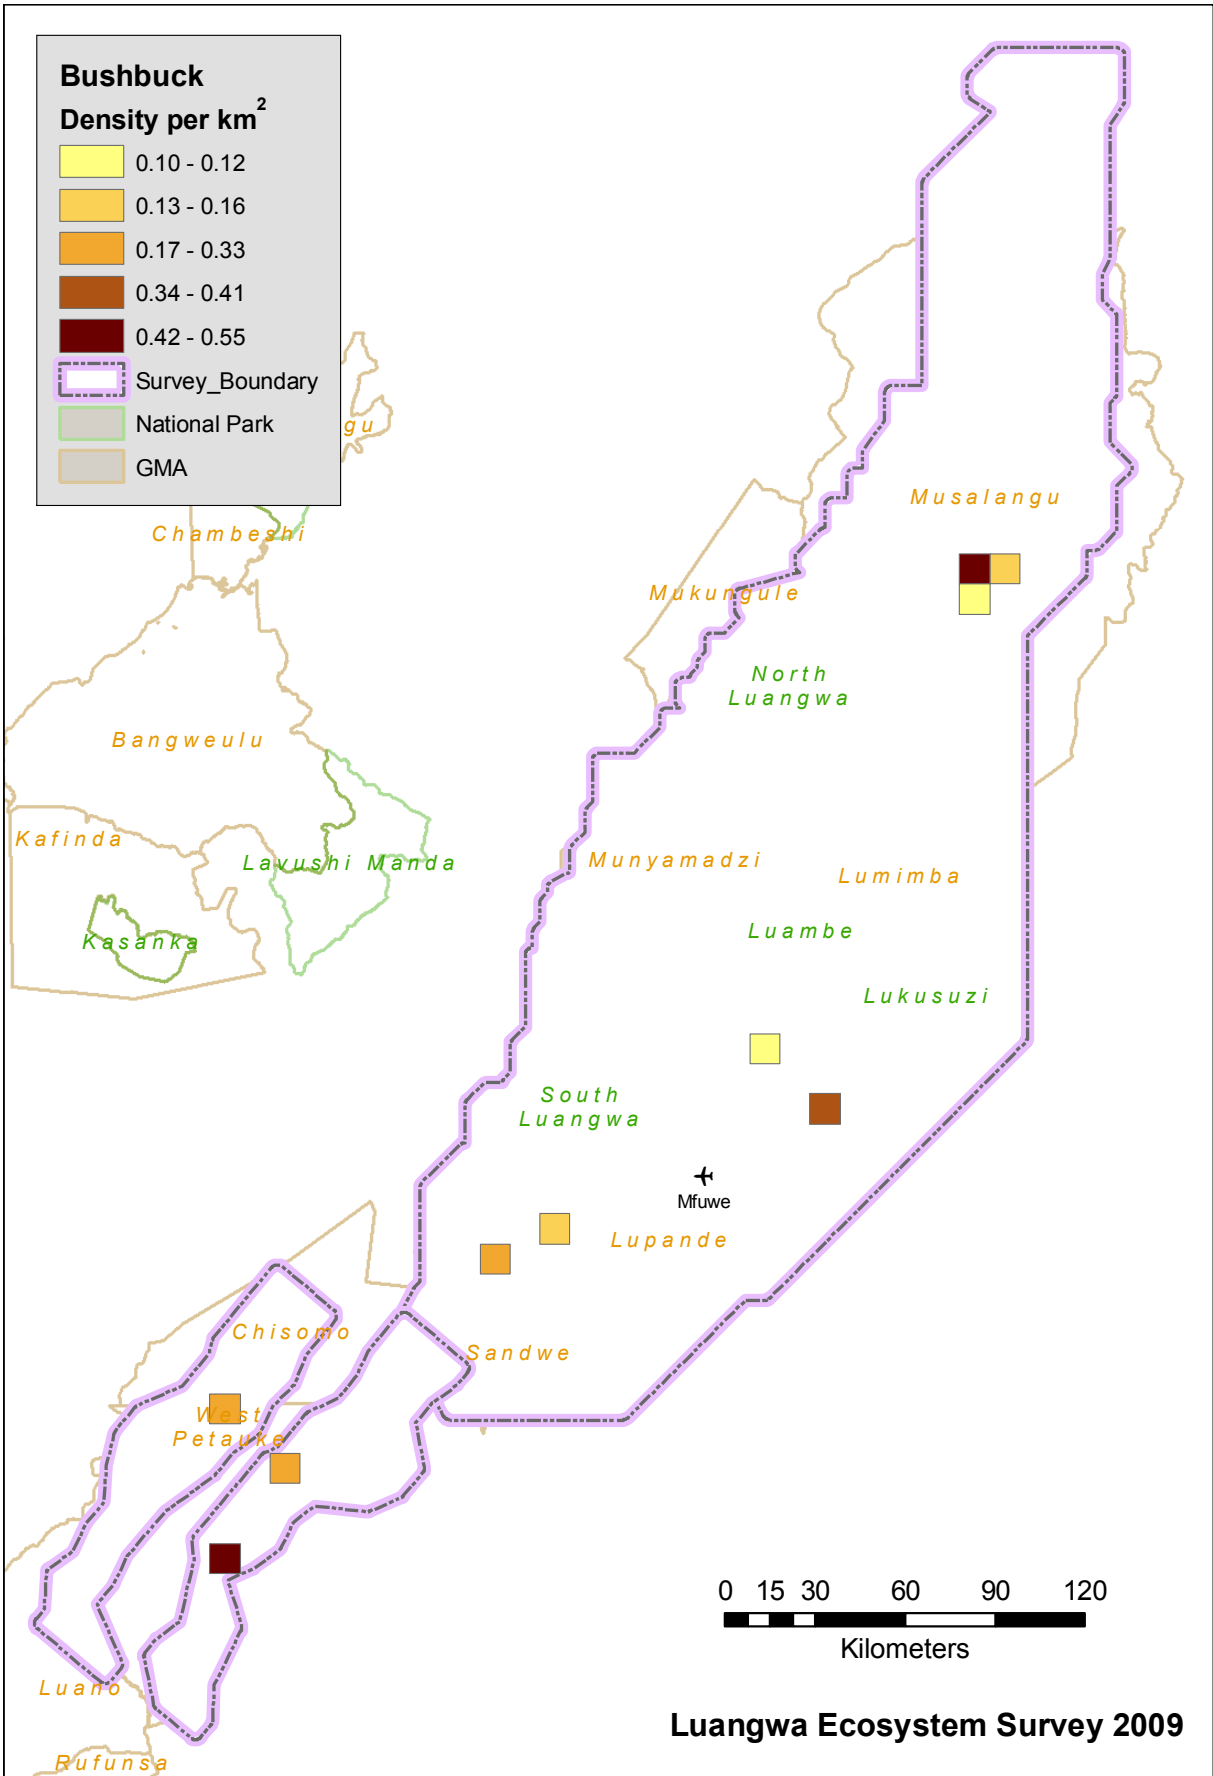 Bushbuck
Density per km2
0.10 - 0.12
0.13 - 0.16
0.17 - 0.33
0.34 - 0.41
0.42 - 0.55
Survey_Boundary
National Park
GMA
gu
Chambeshi
Musalangu
Mukungule
North
Luangwa
Bangweulu
Kafinda
Lavushi Manda
Munyamadzi
Lumimba
Kasanka
Luambe
Lukusuzi
South
Luangwa
Mfuwe
Lupande
Chisomo
Sandwe
West
Petauke
0 15 30 60 90 120
Kilometers
Luano
Luangwa Ecosystem Survey 2009
Rufunsa